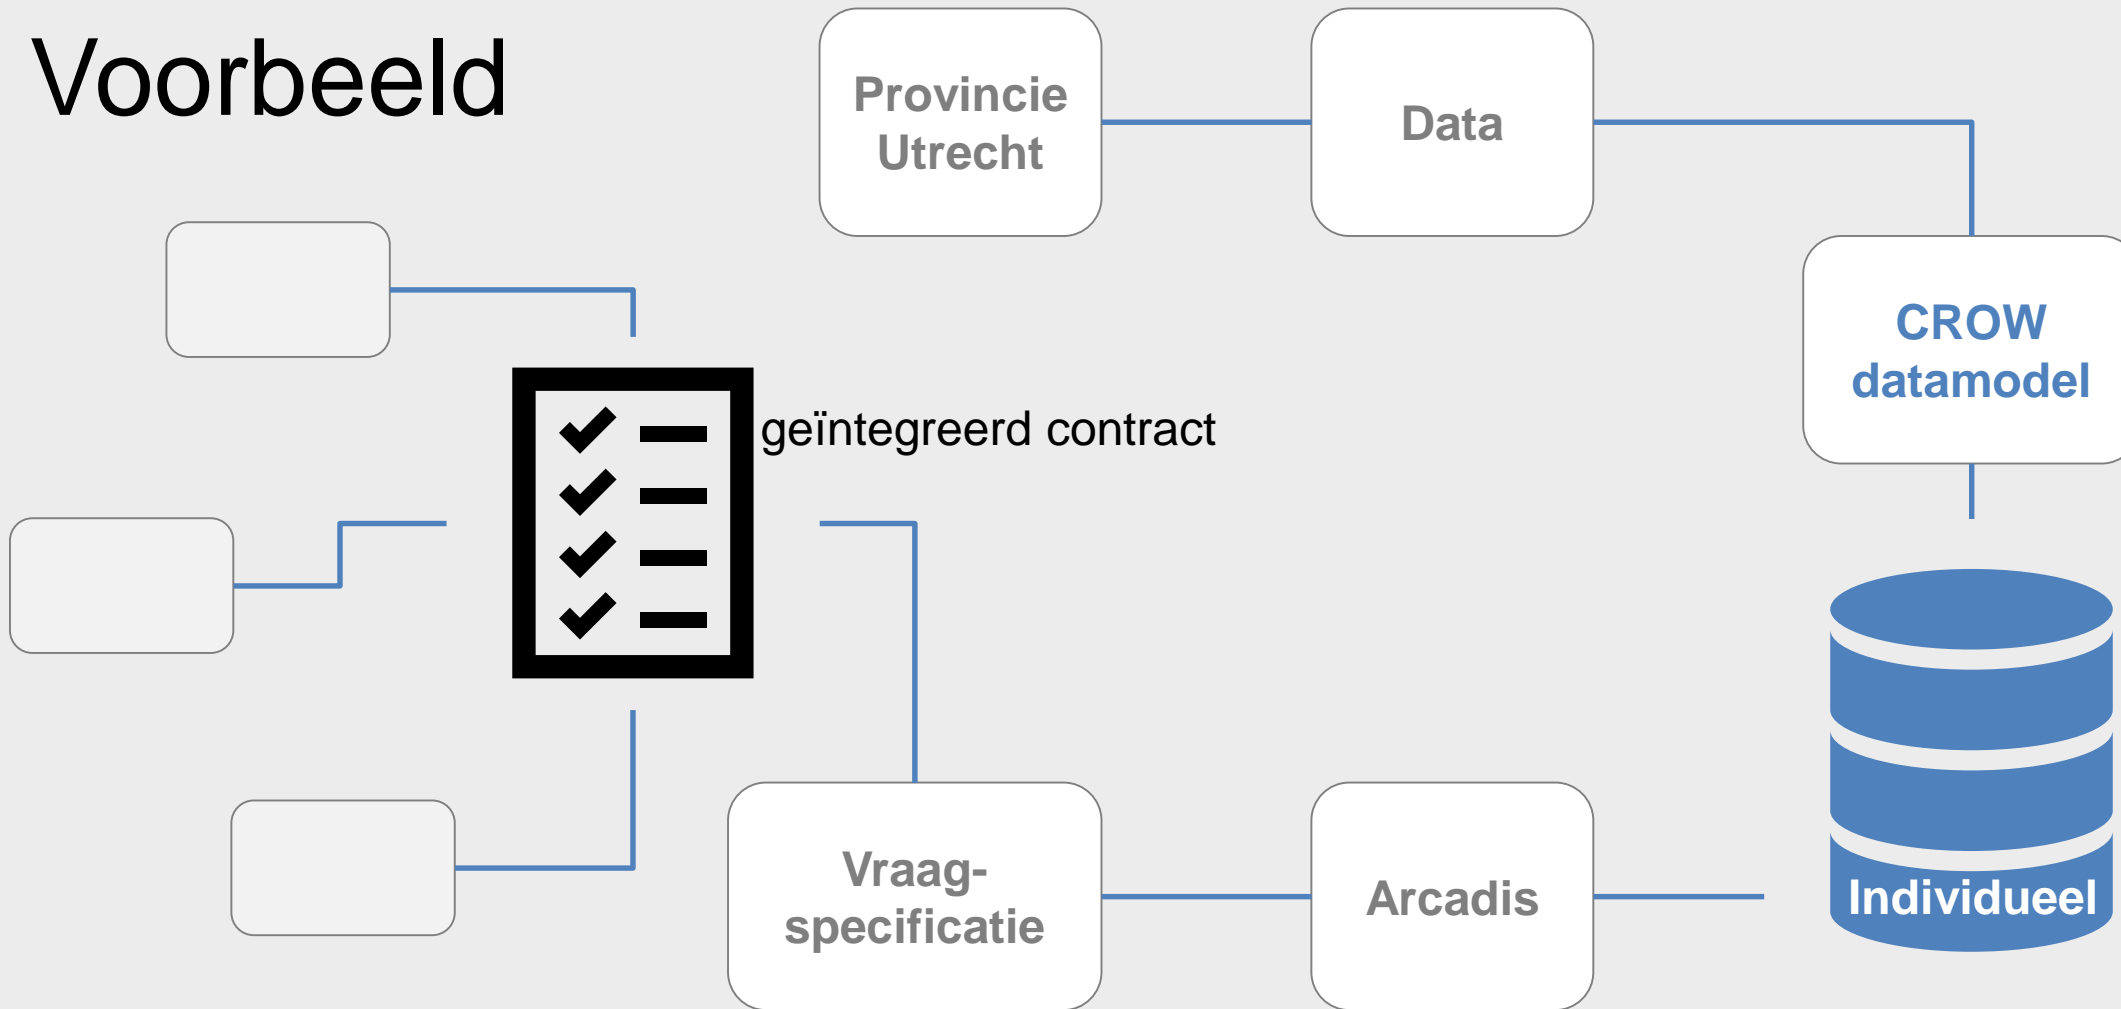 Voorbeeld
Provincie
Utrecht
Data
CROW
datamodel
geïntegreerd contract
Vraag-
specificatie
Arcadis
Individueel